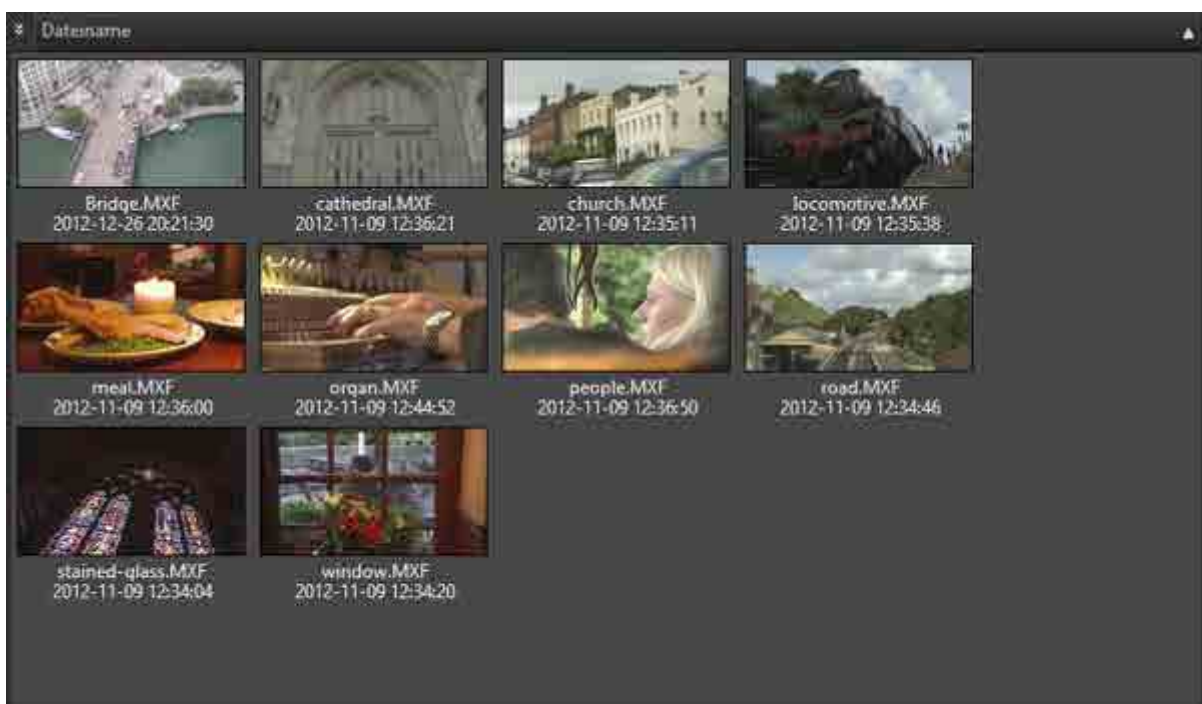 Dateiname
Bridge.MXF
2012-12-26 20:21:30
cathedral.MXF
2012-11-09 12:36:21
church.MXF
2012-11-09 12:35:11
locomotive.MXF
2012-11-09 12:35:38
meal.MXF
2012-11-09 12:36:00
organ.MXF
2012-11-09 12:44:52
people.MXF
2012-11-09 12:36:50
road.MXF
2012-11-09 12:34:46
stained-glass.MXF
2012-11-09 12:34:04
window.MXF
2012-11-09 12:34:20